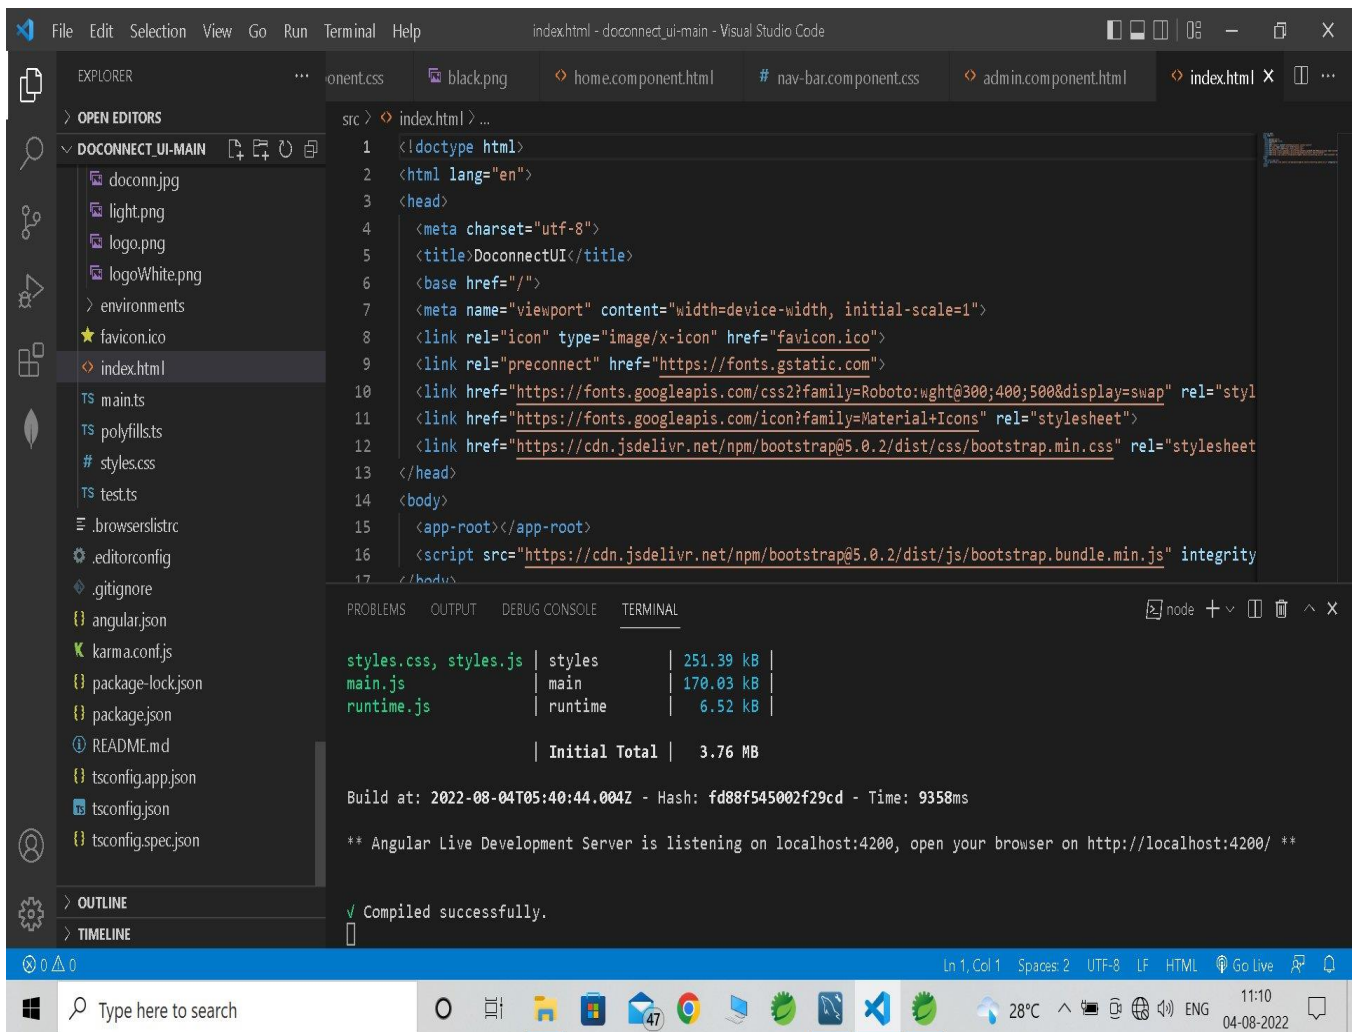 File Edit Selection View Go Run Terminal Help index.html - doconnect_ui-main - Visual Studio Code
EXPLORER
OPEN EDITORS
DOCONNECT_UI-MAIN
doconn.jpg
light.png
logo.png
logoWhite.png
environments
favicon.ico
index.html
TS main.ts
TS polyfills.ts
# styles.css
TS test.ts
.browserslistrc
.editorconfig
.gitignore
{} angular.json
karma.conf.js
{} package-lock.json
{} package.json
README.md
{} tsconfig.app.json
tsconfig.json
{} tsconfig.spec.json
OUTLINE
TIMELINE
onent.css black.png home.component.html # nav-bar.component.css admin.component.html index.html
src > index.html > ...
1 <!doctype html>
2 <html lang="en">
3 <head>
4 <meta charset="utf-8">
5 <title>DoconnectUI</title>
6 <base href="/">
7 <meta name="viewport" content="width=device-width, initial-scale=1">
8 <link rel="icon" type="image/x-icon" href="favicon.ico">
9 <link rel="preconnect" href="https://fonts.gstatic.com">
10 <link href="https://fonts.googleapis.com/css2?family=Roboto:wght@300;400;500&display=swap" rel="styl
11 <link href="https://fonts.googleapis.com/icon?family=Material+Icons" rel="stylesheet">
12 <link href="https://cdn.jsdelivr.net/npm/bootstrap@5.0.2/dist/css/bootstrap.min.css" rel="stylesheet
13 </head>
14 <body>
15 <app-root></app-root>
16 <script src="https://cdn.jsdelivr.net/npm/bootstrap@5.0.2/dist/js/bootstrap.bundle.min.js" integrity
17 </body>
PROBLEMS OUTPUT DEBUG CONSOLE TERMINAL node
styles.css, styles.js | styles | 251.39 kB |
main.js | main | 170.03 kB |
runtime.js | runtime | 6.52 kB |
| Initial Total | 3.76 MB
Build at: 2022-08-04T05:40:44.004Z - Hash: fd88f545002f29cd - Time: 9358ms
** Angular Live Development Server is listening on localhost:4200, open your browser on http://localhost:4200/ **
√ Compiled successfully.
0 0 Ln 1, Col 1 Spaces: 2 UTF-8 LF HTML Go Live
Type here to search 47 28°C ENG 11:10
04-08-2022